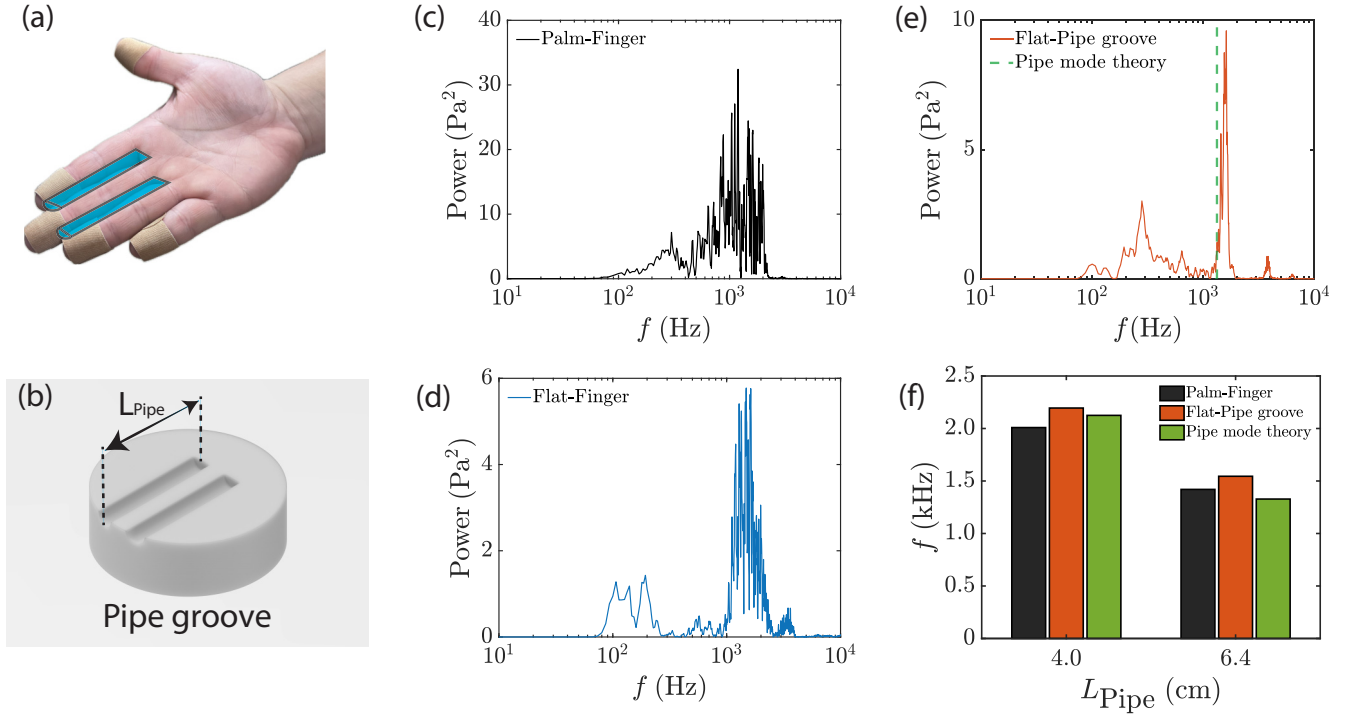 (a)
(b)
L_Pipe
Pipe groove
(c)
40
30
20
10
0
Power (Pa²)
Palm-Finger
10¹ 10² 10³ 10⁴
f (Hz)
(d)
6
4
2
0
Power (Pa²)
Flat-Finger
10¹ 10² 10³ 10⁴
f (Hz)
(e)
10
5
0
Power (Pa²)
Flat-Pipe groove
Pipe mode theory
10¹ 10² 10³ 10⁴
f(Hz)
(f)
2.5
2.0
1.5
1.0
0.5
0
f (kHz)
Palm-Finger
Flat-Pipe groove
Pipe mode theory
4.0 6.4
L_Pipe (cm)